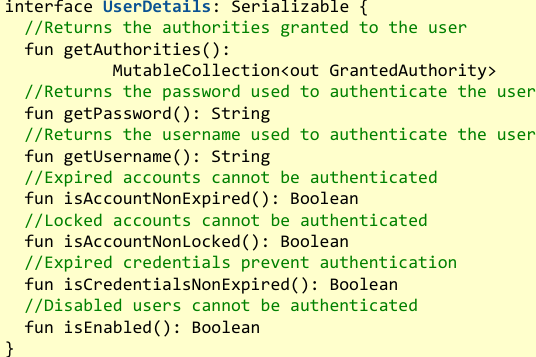 interface UserDetails: Serializable {
//Returns the authorities granted to the user
fun getAuthorities():
MutableCollection<out GrantedAuthority>
//Returns the password used to authenticate the user
fun getPassword(): String
//Returns the username used to authenticate the user
fun getUsername(): String
//Expired accounts cannot be authenticated
fun isAccountNonExpired(): Boolean
//Locked accounts cannot be authenticated
fun isAccountNonLocked(): Boolean
//Expired credentials prevent authentication
fun isCredentialsNonExpired(): Boolean
//Disabled users cannot be authenticated
fun isEnabled(): Boolean
}